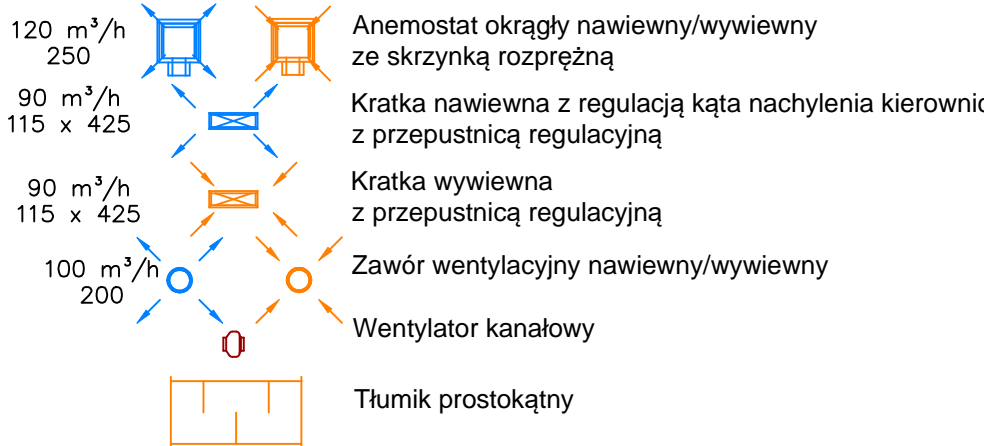 120 m³/h
250
Anemostat okrągły nawiewny/wywiewny
ze skrzynką rozprężną
90 m³/h
115 x 425
Kratka nawiewna z regulacją kąta nachylenia kierownic
z przepustnicą regulacyjną
90 m³/h
115 x 425
Kratka wywiewna
z przepustnicą regulacyjną
100 m³/h
200
Zawór wentylacyjny nawiewny/wywiewny
Wentylator kanałowy
Tłumik prostokątny